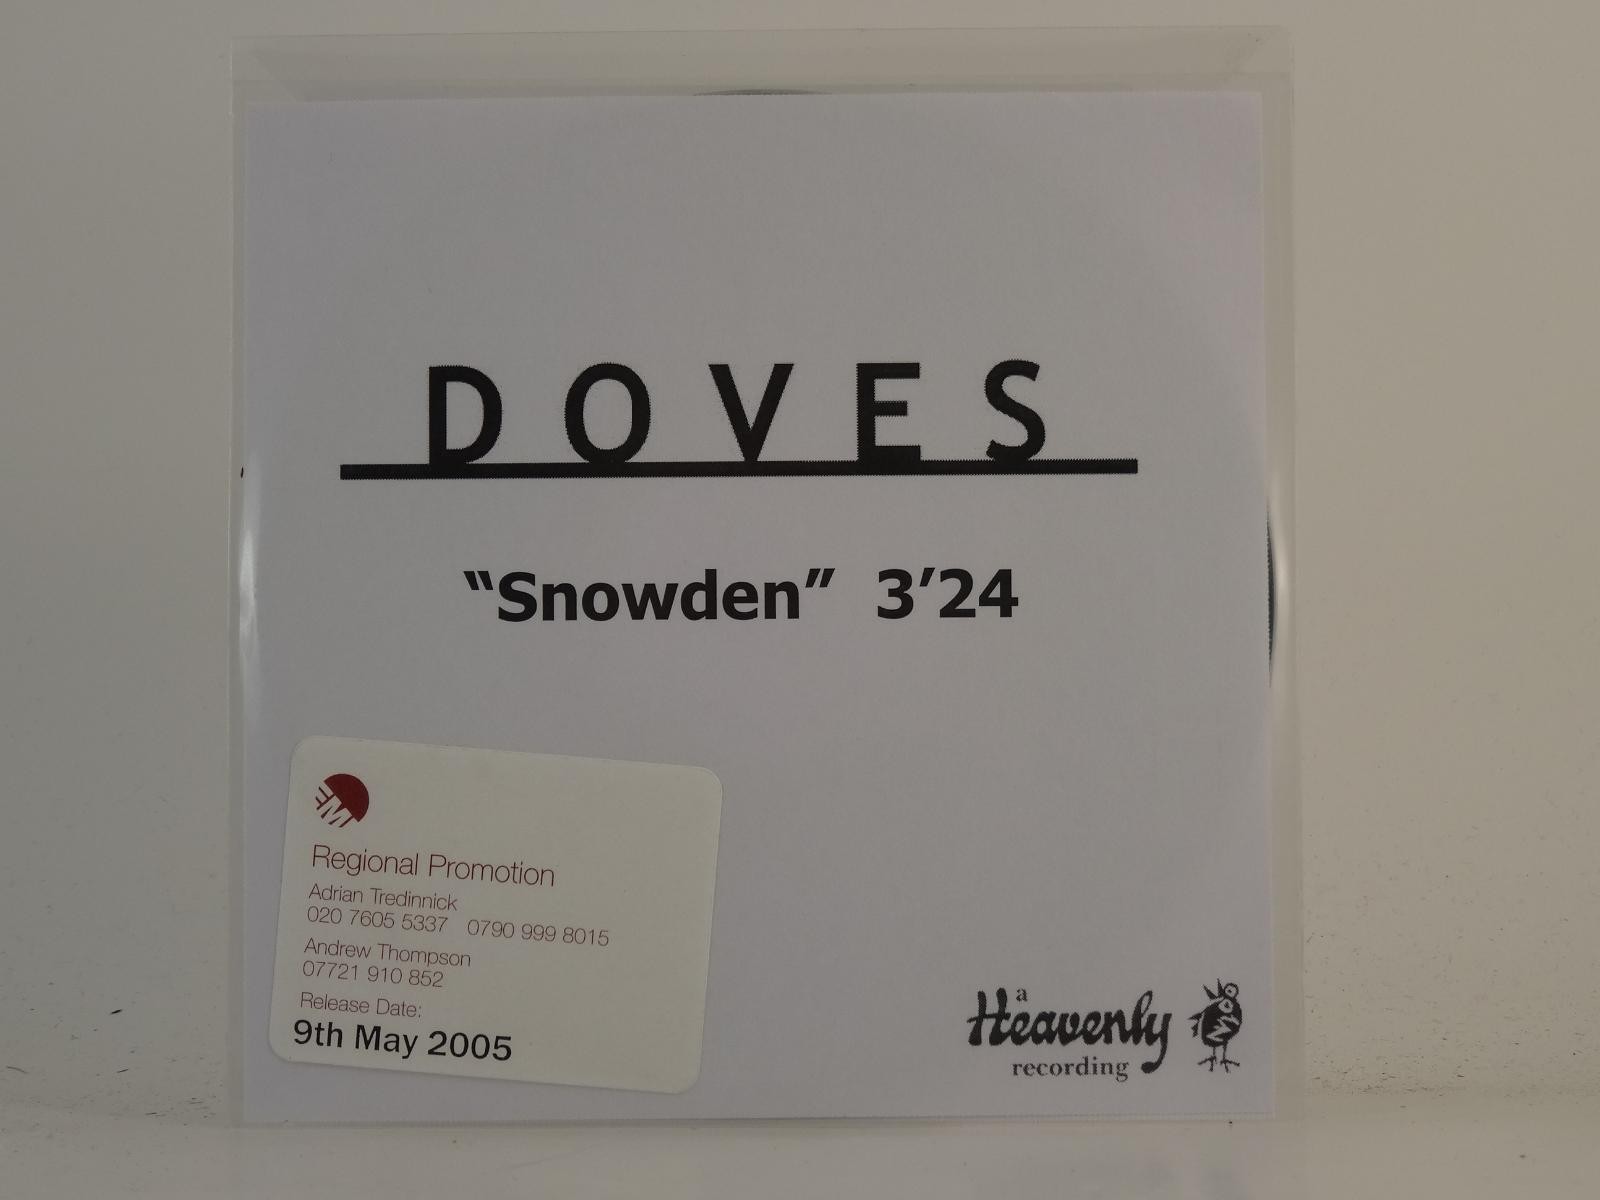 DOVES
“Snowden” 3’24
EMI
Regional Promotion
Adrian Tredinnick
020 7605 5337 0790 999 8015
Andrew Thompson
07721 910 852
Release Date:
9th May 2005
a
Heavenly
recording